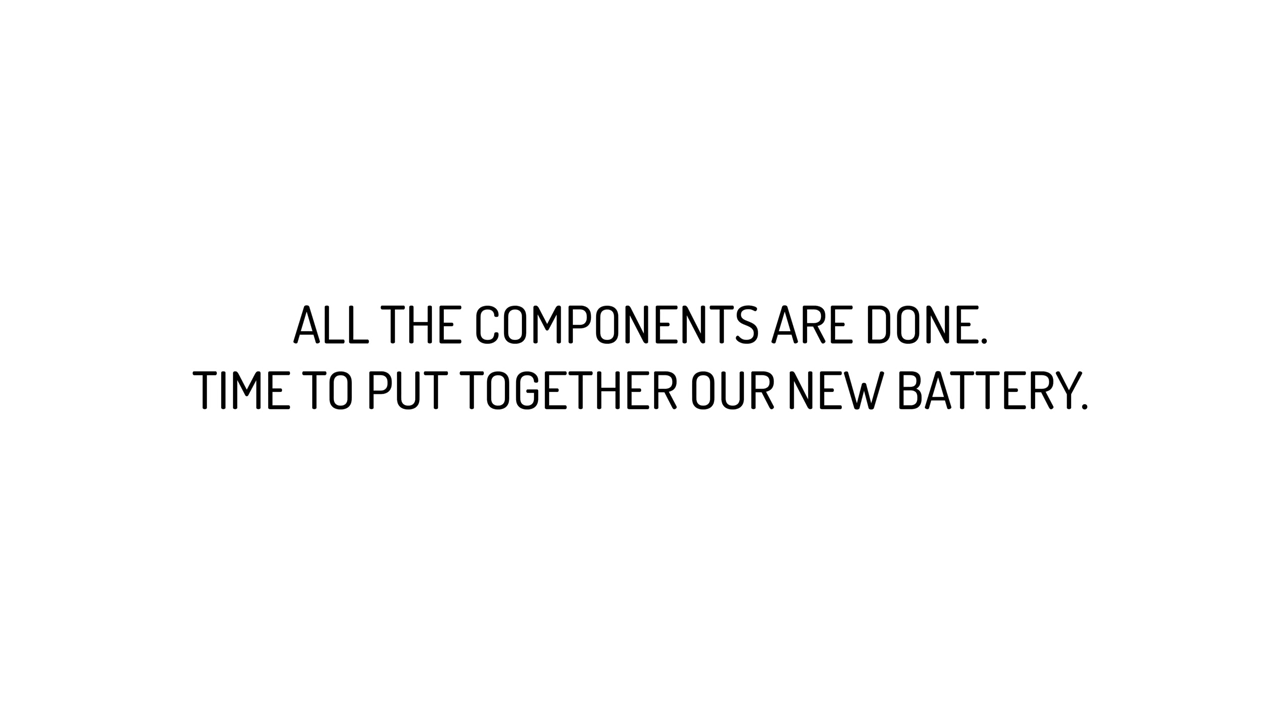 ALL THE COMPONENTS ARE DONE.
TIME TO PUT TOGETHER OUR NEW BATTERY.